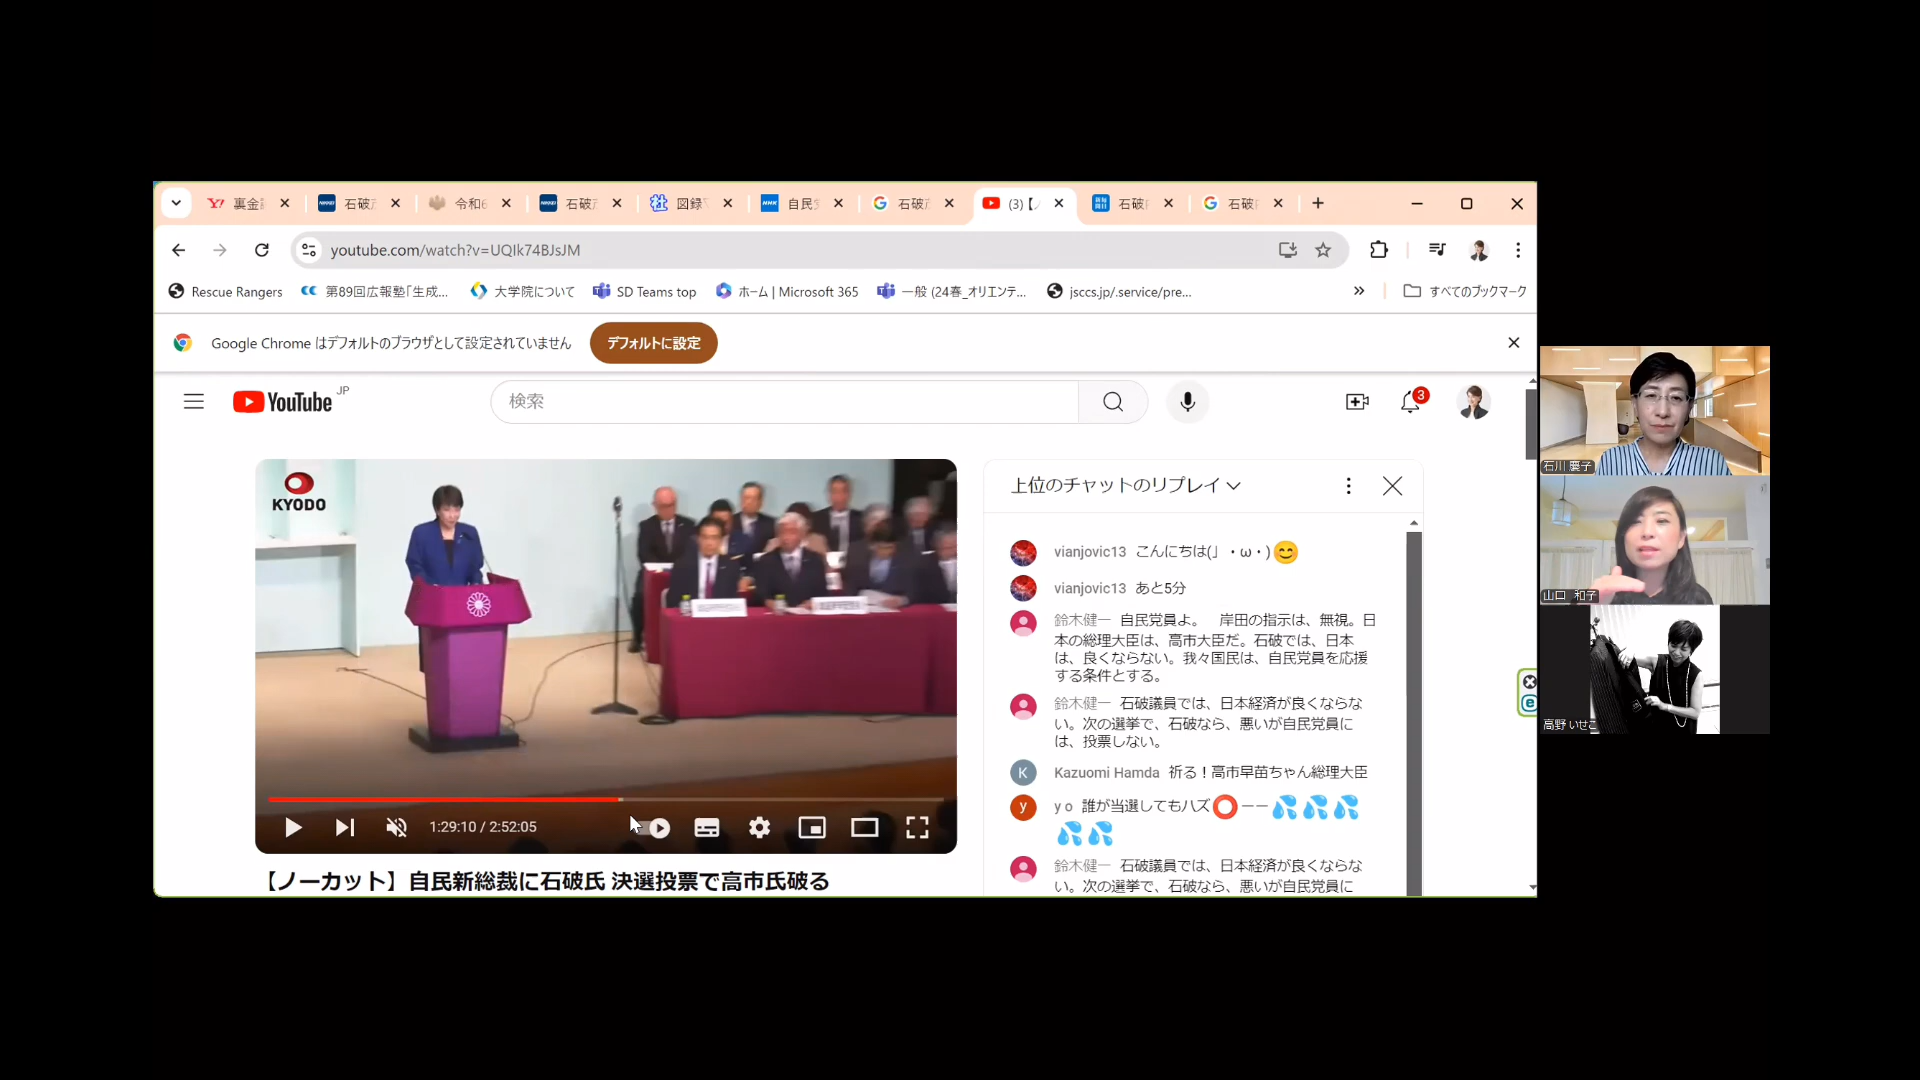 裏金
石破
令和6
石破
図録
自民
石破
(3)【ノ
石破
石破
youtube.com/watch?v=UQIk74BJsJM
Rescue Rangers
第89回広報塾「生成...
大学院について
SD Teams top
ホーム | Microsoft 365
一般 (24春_オリエンテ...
jsccs.jp/.service/pre...
すべてのブックマーク
Google Chrome はデフォルトのブラウザとして設定されていません
デフォルトに設定
YouTube JP
検索
3
KYODO
1:29:10 / 2:52:05
【ノーカット】自民新総裁に石破氏 決選投票で高市氏破る
上位のチャットのリプレイ
vianjovic13 こんにちは(」・ω・)😊
vianjovic13 あと5分
鈴木健一 自民党員よ。 岸田の指示は、無視。日
本の総理大臣は、高市大臣だ。石破では、日本
は、良くならない。我々国民は、自民党員を応援
する条件とする。
鈴木健一 石破議員では、日本経済が良くならな
い。次の選挙で、石破なら、悪いが自民党員に
は、投票しない。
K
Kazuomi Hamda 祈る!高市早苗ちゃん総理大臣
y
y o 誰が当選してもハズ⭕ーー💦💦💦
💦💦
鈴木健一 石破議員では、日本経済が良くならな
い。次の選挙で、石破なら、悪いが自民党員に
石川 慶子
山口 和子
高野 いせこ